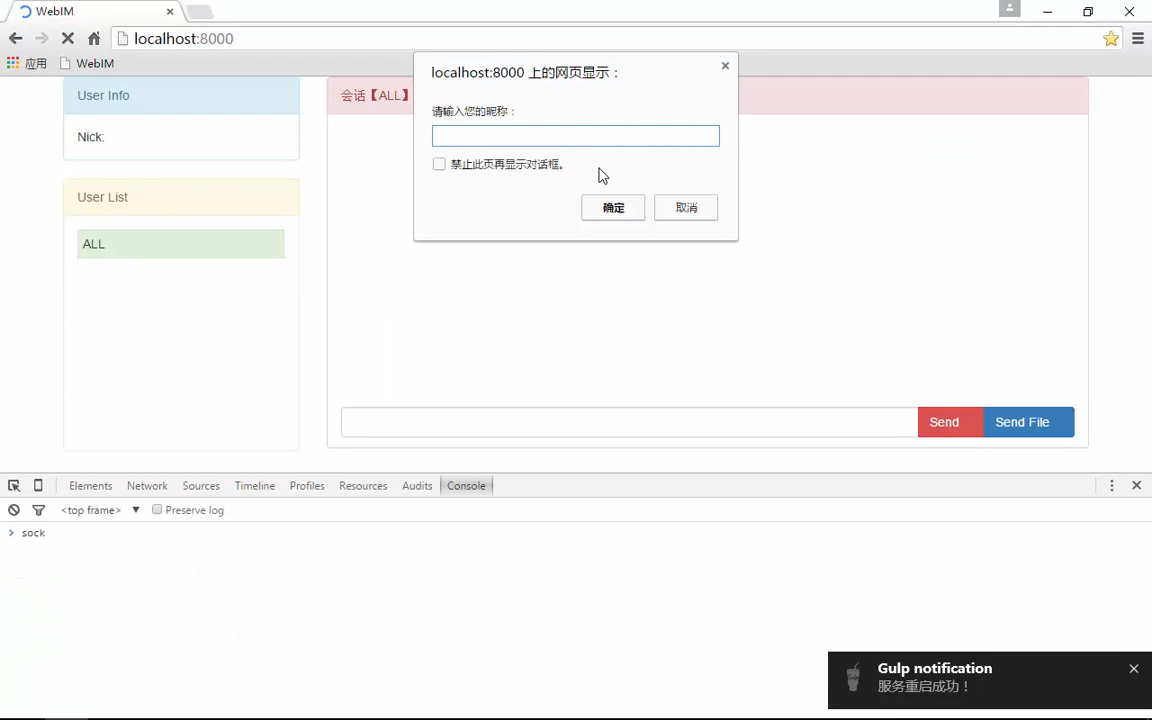 WebIM
localhost:8000
应用 WebIM
localhost:8000 上的网页显示：
请输入您的昵称：
禁止此页再显示对话框。
确定 取消
User Info
Nick:
User List
ALL
会话【ALL】
Send Send File
Elements Network Sources Timeline Profiles Resources Audits Console
<top frame> Preserve log
sock
Gulp notification
服务重启成功！